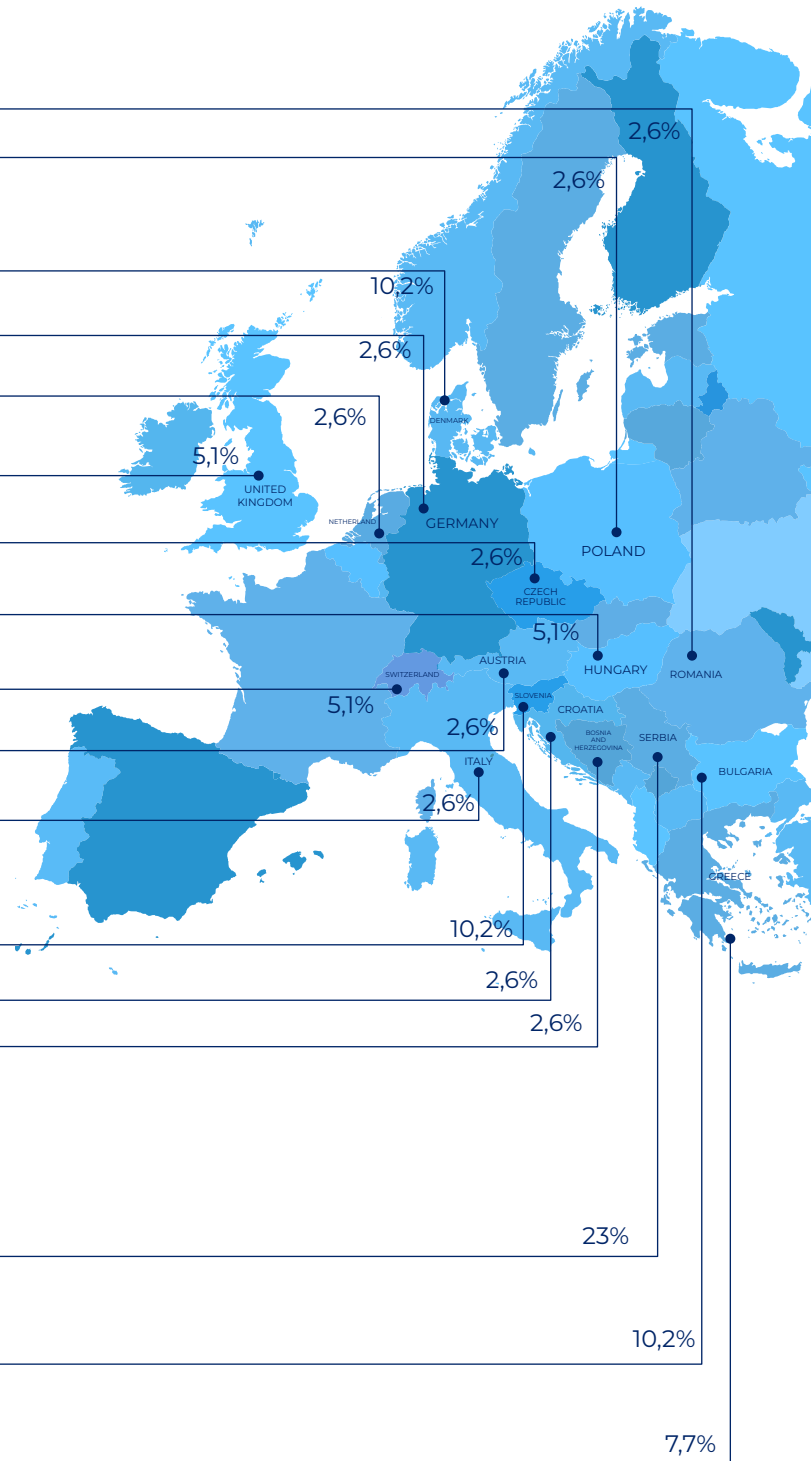 2,6%
2,6%
10,2%
2,6%
2,6%
DENMARK
5,1%
UNITED
KINGDOM
NETHERLAND
GERMANY
POLAND
2,6%
CZECH
REPUBLIC
5,1%
AUSTRIA
HUNGARY
ROMANIA
SWITZERLAND
SLOVENIA
5,1%
CROATIA
2,6%
BOSNIA
AND
HERZEGOVINA
SERBIA
ITALY
BULGARIA
2,6%
GREECE
10,2%
2,6%
2,6%
23%
10,2%
7,7%